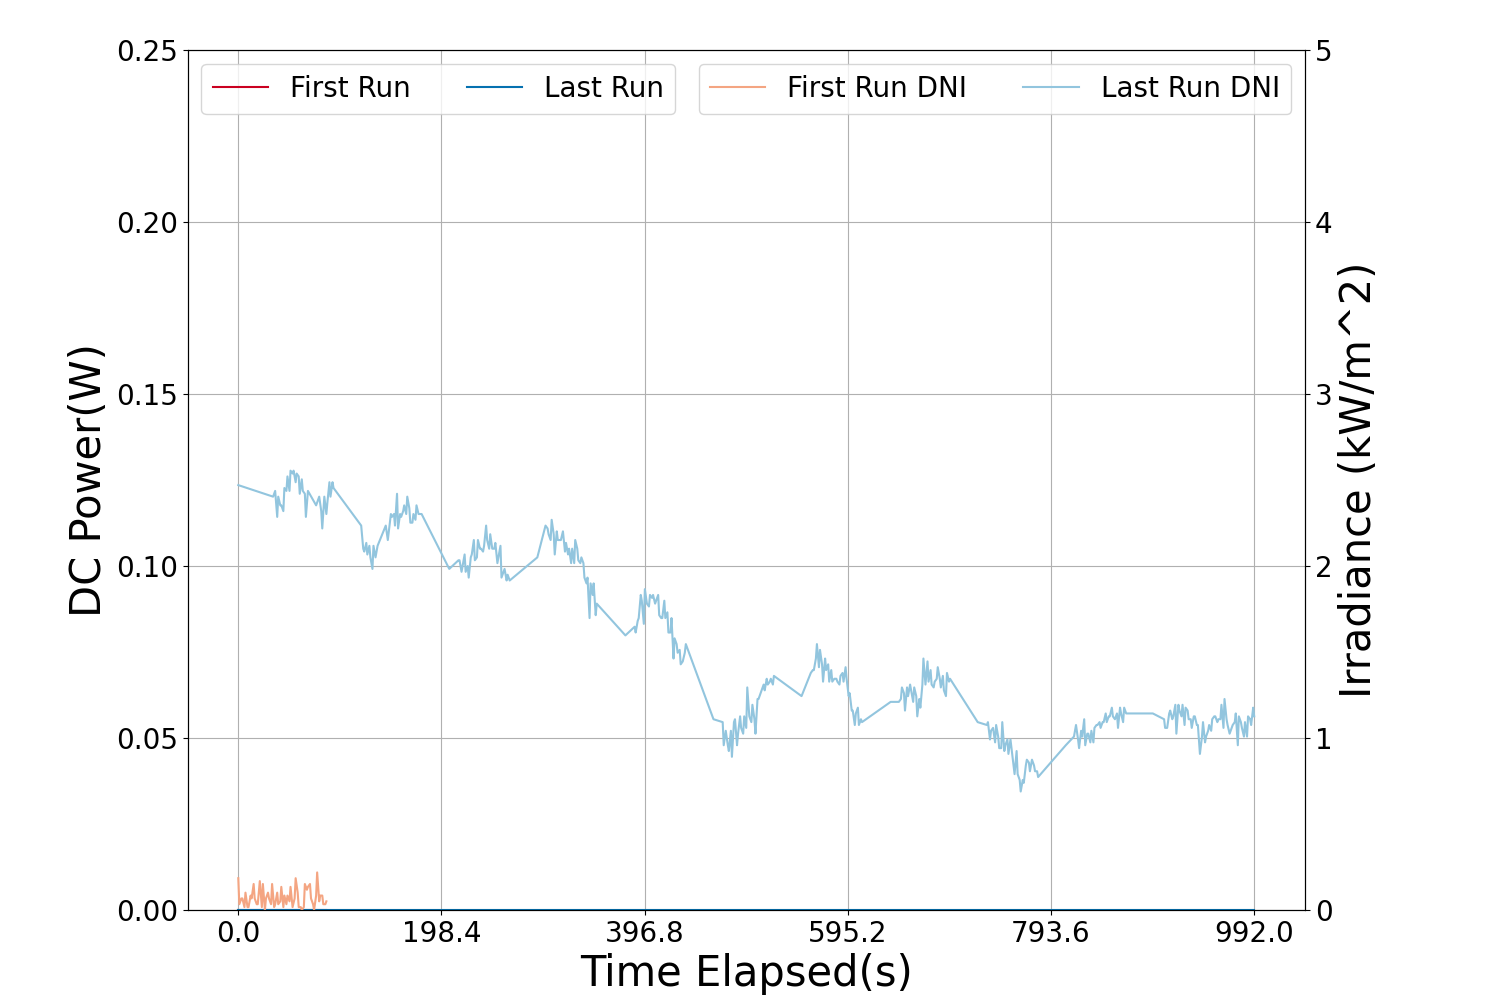 First Run
Last Run
First Run DNI
Last Run DNI
DC Power(W)
0.25
0.20
0.15
0.10
0.05
0.00
5
4
3
2
1
0
Irradiance (kW/m^2)
0.0 198.4 396.8 595.2 793.6 992.0
Time Elapsed(s)